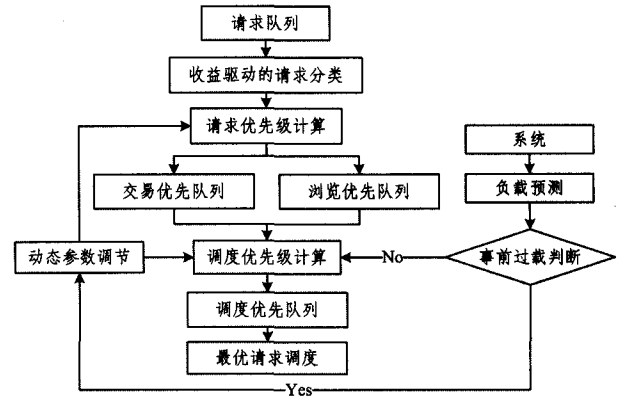 请求队列
收益驱动的请求分类
请求优先级计算
系统
交易优先队列
浏览优先队列
负载预测
动态参数调节
调度优先级计算
No
事前过载判断
调度优先队列
最优请求调度
Yes